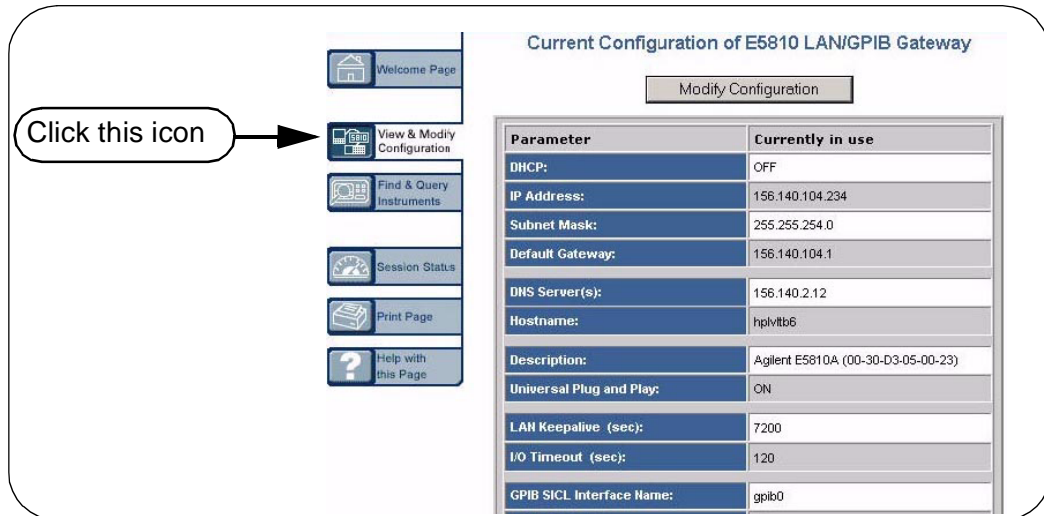 Current Configuration of E5810 LAN/GPIB Gateway
Welcome Page
Modify Configuration
Click this icon
View & Modify
Configuration
Find & Query
Instruments
Session Status
Print Page
Help with
this Page
Parameter Currently in use
DHCP: OFF
IP Address: 156.140.104.234
Subnet Mask: 255.255.254.0
Default Gateway: 156.140.104.1
DNS Server(s): 156.140.2.12
Hostname: hplvltb6
Description: Agilent E5810A (00-30-D3-05-00-23)
Universal Plug and Play: ON
LAN Keepalive (sec): 7200
I/O Timeout (sec): 120
GPIB SICL Interface Name: gpib0